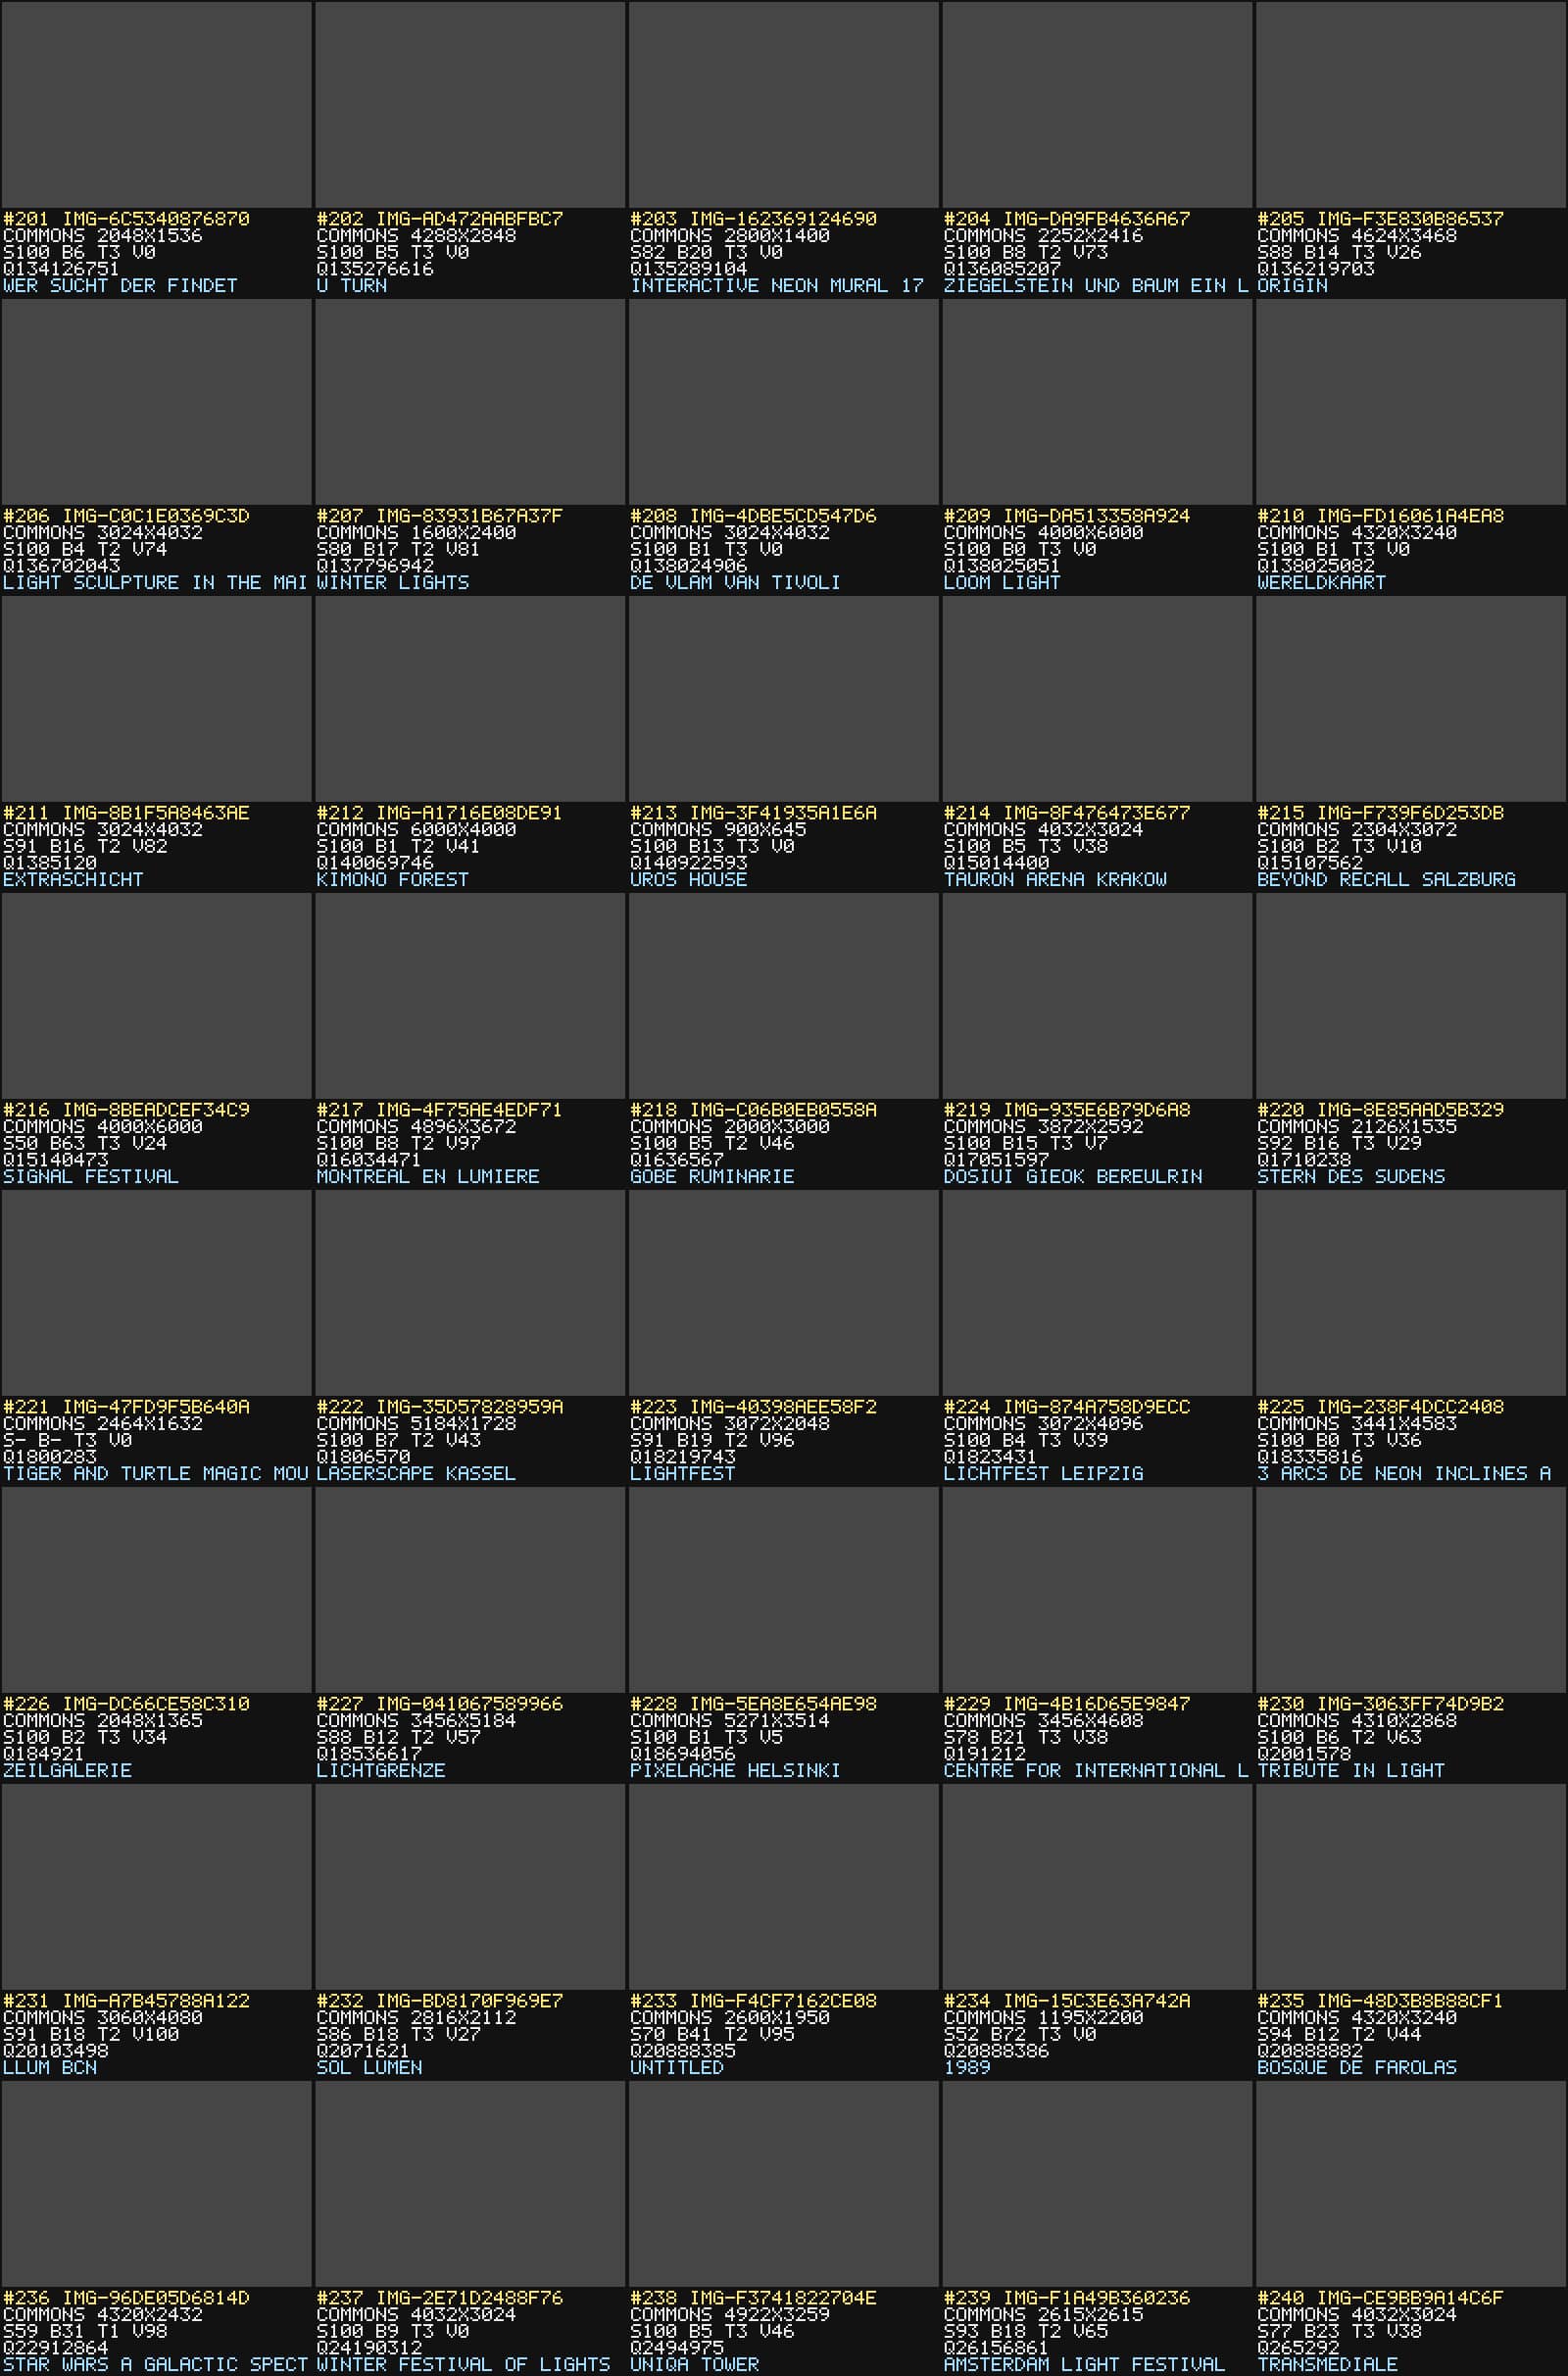 #201 IMG-6C5340876870
COMMONS 2048X1536
S100 B6 T3 V0
Q134126751
WER SUCHT DER FINDET
#202 IMG-AD472AABFBC7
COMMONS 4288X2848
S100 B5 T3 V0
Q135276616
U TURN
#203 IMG-162369124690
COMMONS 2800X1400
S82 B20 T3 V0
Q135289104
INTERACTIVE NEON MURAL 17
#204 IMG-DA9FB4636A67
COMMONS 2252X2416
S100 B8 T2 V73
Q136085207
ZIEGELSTEIN UND BAUM EIN L
#205 IMG-F3E830B86537
COMMONS 4624X3468
S88 B14 T3 V26
Q136219703
ORIGIN
#206 IMG-C0C1E0369C3D
COMMONS 3024X4032
S100 B4 T2 V74
Q136702043
LIGHT SCULPTURE IN THE MAI
#207 IMG-83931B67A37F
COMMONS 1600X2400
S80 B17 T2 V81
Q137796942
WINTER LIGHTS
#208 IMG-4DBE5CD547D6
COMMONS 3024X4032
S100 B1 T3 V0
Q138024906
DE VLAM VAN TIVOLI
#209 IMG-DA513358A924
COMMONS 4000X6000
S100 B0 T3 V0
Q138025051
LOOM LIGHT
#210 IMG-FD16061A4EA8
COMMONS 4320X3240
S100 B1 T3 V0
Q138025082
WERELDKAART
#211 IMG-8B1F5A8463AE
COMMONS 3024X4032
S91 B16 T2 V82
Q1385120
EXTRASCHICHT
#212 IMG-A1716E08DE91
COMMONS 6000X4000
S100 B1 T2 V41
Q140069746
KIMONO FOREST
#213 IMG-3F41935A1E6A
COMMONS 900X645
S100 B13 T3 V0
Q140922593
UROS HOUSE
#214 IMG-8F476473E677
COMMONS 4032X3024
S100 B5 T3 V38
Q15014400
TAURON ARENA KRAKOW
#215 IMG-F739F6D253DB
COMMONS 2304X3072
S100 B2 T3 V10
Q15107562
BEYOND RECALL SALZBURG
#216 IMG-8BEADCEF34C9
COMMONS 4000X6000
S50 B63 T3 V24
Q15140473
SIGNAL FESTIVAL
#217 IMG-4F75AE4EDF71
COMMONS 4896X3672
S100 B8 T2 V97
Q16034471
MONTREAL EN LUMIERE
#218 IMG-C06B0EB0558A
COMMONS 2000X3000
S100 B5 T2 V46
Q1636567
GOBE RUMINARIE
#219 IMG-935E6B79D6A8
COMMONS 3872X2592
S100 B15 T3 V7
Q17051597
DOSIUI GIEOK BEREULRIN
#220 IMG-8E85AAD5B329
COMMONS 2126X1535
S92 B16 T3 V29
Q1710238
STERN DES SUDENS
#221 IMG-47FD9F5B640A
COMMONS 2464X1632
S- B- T3 V0
Q1800283
TIGER AND TURTLE MAGIC MOU
#222 IMG-35D57828959A
COMMONS 5184X1728
S100 B7 T2 V43
Q1806570
LASERSCAPE KASSEL
#223 IMG-40398AEE58F2
COMMONS 3072X2048
S91 B19 T2 V96
Q18219743
LIGHTFEST
#224 IMG-874A758D9ECC
COMMONS 3072X4096
S100 B4 T3 V39
Q1823431
LICHTFEST LEIPZIG
#225 IMG-238F4DCC2408
COMMONS 3441X4583
S100 B0 T3 V36
Q18335816
3 ARCS DE NEON INCLINES A
#226 IMG-DC66CE58C310
COMMONS 2048X1365
S100 B2 T3 V34
Q184921
ZEILGALERIE
#227 IMG-041067589966
COMMONS 3456X5184
S88 B12 T2 V57
Q18536617
LICHTGRENZE
#228 IMG-5EA8E654AE98
COMMONS 5271X3514
S100 B1 T3 V5
Q18694056
PIXELACHE HELSINKI
#229 IMG-4B16D65E9847
COMMONS 3456X4608
S78 B21 T3 V38
Q191212
CENTRE FOR INTERNATIONAL L
#230 IMG-3063FF74D9B2
COMMONS 4310X2868
S100 B6 T2 V63
Q2001578
TRIBUTE IN LIGHT
#231 IMG-A7B45788A122
COMMONS 3060X4080
S91 B18 T2 V100
Q20103498
LLUM BCN
#232 IMG-BD8170F969E7
COMMONS 2816X2112
S86 B18 T3 V27
Q2071621
SOL LUMEN
#233 IMG-F4CF7162CE08
COMMONS 2600X1950
S70 B41 T2 V95
Q20888385
UNTITLED
#234 IMG-15C3E63A742A
COMMONS 1195X2200
S52 B72 T3 V0
Q20888386
1989
#235 IMG-48D3B8B88CF1
COMMONS 4320X3240
S94 B12 T2 V44
Q20888882
BOSQUE DE FAROLAS
#236 IMG-96DE05D6814D
COMMONS 4320X2432
S59 B31 T1 V98
Q22912864
STAR WARS A GALACTIC SPECT
#237 IMG-2E71D2488F76
COMMONS 4032X3024
S100 B9 T3 V0
Q24190312
WINTER FESTIVAL OF LIGHTS
#238 IMG-F3741822704E
COMMONS 4922X3259
S100 B5 T3 V46
Q2494975
UNIQA TOWER
#239 IMG-F1A49B360236
COMMONS 2615X2615
S93 B18 T2 V65
Q26156861
AMSTERDAM LIGHT FESTIVAL
#240 IMG-CE9BB9A14C6F
COMMONS 4032X3024
S77 B23 T3 V38
Q265292
TRANSMEDIALE